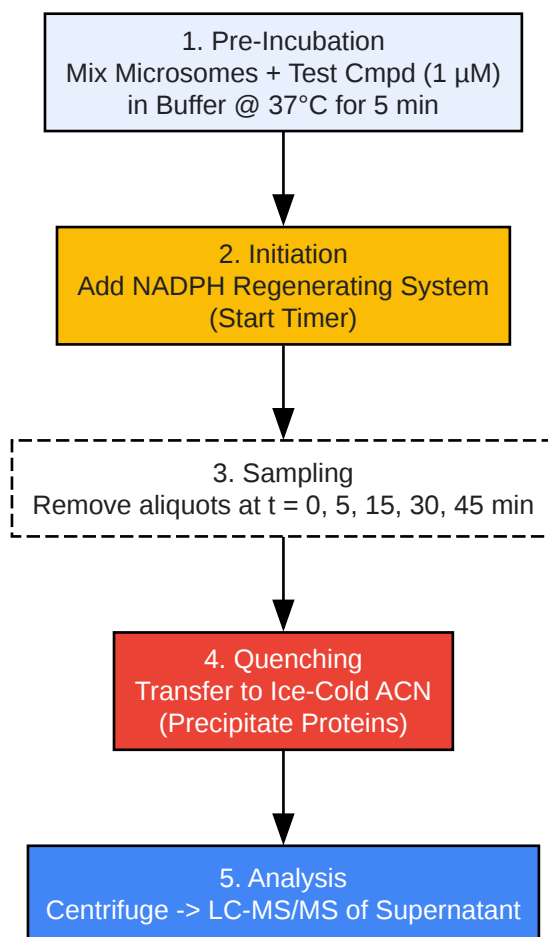 1. Pre-Incubation
Mix Microsomes + Test Cmpd (1 µM)
in Buffer @ 37°C for 5 min
2. Initiation
Add NADPH Regenerating System
(Start Timer)
3. Sampling
Remove aliquots at t = 0, 5, 15, 30, 45 min
4. Quenching
Transfer to Ice-Cold ACN
(Precipitate Proteins)
5. Analysis
Centrifuge -> LC-MS/MS of Supernatant